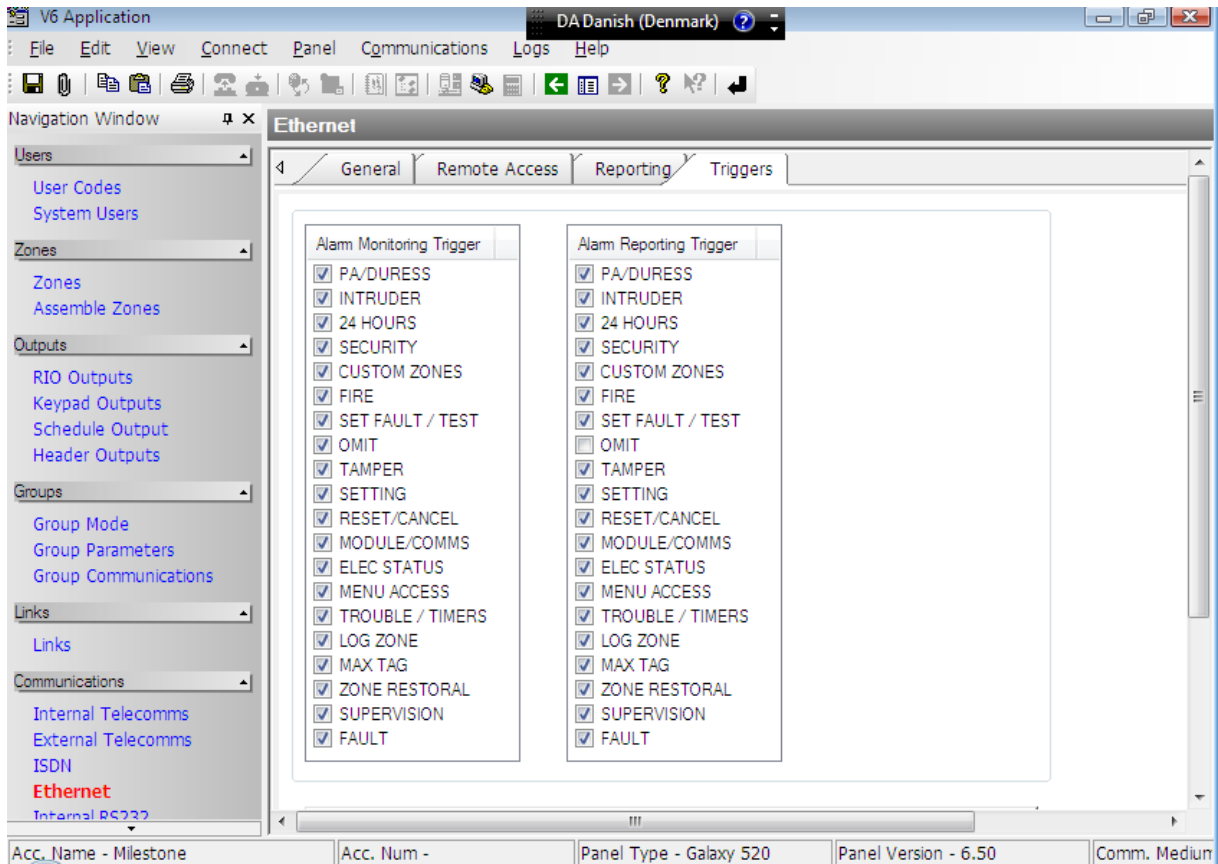 V6 Application
DA Danish (Denmark)
File Edit View Connect Panel Communications Logs Help
Navigation Window
Ethernet
Users
User Codes
System Users
Zones
Zones
Assemble Zones
Outputs
RIO Outputs
Keypad Outputs
Schedule Output
Header Outputs
Groups
Group Mode
Group Parameters
Group Communications
Links
Links
Communications
Internal Telecomms
External Telecomms
ISDN
Ethernet
Internal RS232
General Remote Access Reporting Triggers
Alarm Monitoring Trigger
PA/DURESS
INTRUDER
24 HOURS
SECURITY
CUSTOM ZONES
FIRE
SET FAULT / TEST
OMIT
TAMPER
SETTING
RESET/CANCEL
MODULE/COMMS
ELEC STATUS
MENU ACCESS
TROUBLE / TIMERS
LOG ZONE
MAX TAG
ZONE RESTORAL
SUPERVISION
FAULT
Alarm Reporting Trigger
PA/DURESS
INTRUDER
24 HOURS
SECURITY
CUSTOM ZONES
FIRE
SET FAULT / TEST
OMIT
TAMPER
SETTING
RESET/CANCEL
MODULE/COMMS
ELEC STATUS
MENU ACCESS
TROUBLE / TIMERS
LOG ZONE
MAX TAG
ZONE RESTORAL
SUPERVISION
FAULT
Acc. Name - Milestone Acc. Num - Panel Type - Galaxy 520 Panel Version - 6.50 Comm. Medium